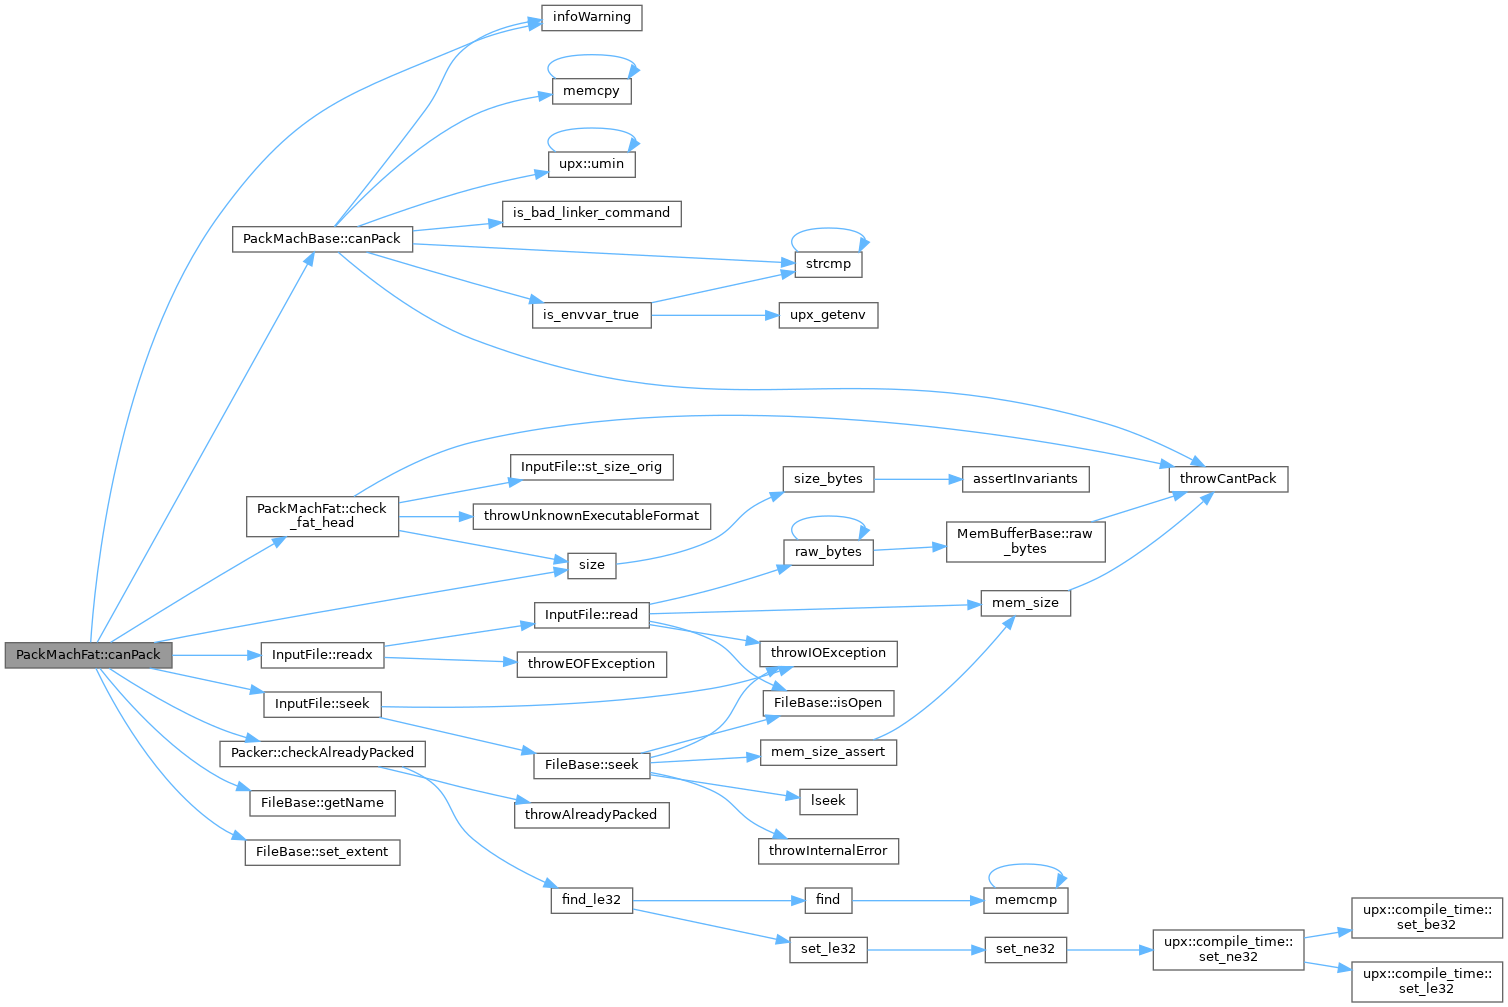 infoWarning
memcpy
upx::umin
is_bad_linker_command
PackMachBase::canPack
strcmp
is_envvar_true
upx_getenv
InputFile::st_size_orig
size_bytes
assertInvariants
throwCantPack
PackMachFat::check
_fat_head
throwUnknownExecutableFormat
MemBufferBase::raw
_bytes
raw_bytes
size
mem_size
InputFile::read
PackMachFat::canPack
InputFile::readx
throwEOFException
throwIOException
InputFile::seek
FileBase::isOpen
Packer::checkAlreadyPacked
mem_size_assert
FileBase::seek
FileBase::getName
lseek
throwAlreadyPacked
FileBase::set_extent
throwInternalError
find_le32
find
memcmp
upx::compile_time::
set_be32
set_le32
set_ne32
upx::compile_time::
set_ne32
upx::compile_time::
set_le32